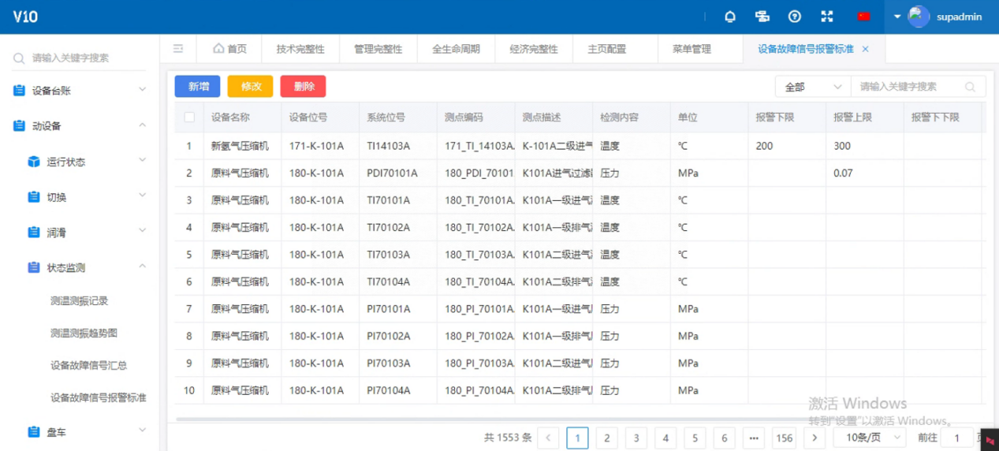 V10
supadmin
请输入关键字搜索
首页 技术完整性 管理完整性 全生命周期 经济完整性 主页配置 菜单管理 设备故障信号报警标准 ×
设备台账
动设备
运行状态
切换
润滑
状态监测
测温测振记录
测温测振趋势图
设备故障信号汇总
设备故障信号报警标准
盘车
新增 修改 删除 全部 请输入关键字搜索
设备名称 设备位号 系统位号 测点编码 测点描述 检测内容 单位 报警下限 报警上限 报警下下限
1 新氢气压缩机 171-K-101A TI14103A 171_TI_14103A. K-101A二级进气 温度 ℃ 200 300
2 原料气压缩机 180-K-101A PDI70101A 180_PDI_70101 K101A进气过滤 压力 MPa 0.07
3 原料气压缩机 180-K-101A TI70101A 180_TI_70101A. K101A一级进气 温度 ℃
4 原料气压缩机 180-K-101A TI70102A 180_TI_70102A. K101A一级排气 温度 ℃
5 原料气压缩机 180-K-101A TI70103A 180_TI_70103A. K101A二级进气 温度 ℃
6 原料气压缩机 180-K-101A TI70104A 180_TI_70104A. K101A二级排气 温度 ℃
7 原料气压缩机 180-K-101A PI70101A 180_PI_70101A. K101A一级进气 压力 MPa
8 原料气压缩机 180-K-101A PI70102A 180_PI_70102A. K101A一级排气 压力 MPa
9 原料气压缩机 180-K-101A PI70103A 180_PI_70103A. K101A二级进气 压力 MPa
10 原料气压缩机 180-K-101A PI70104A 180_PI_70104A. K101A二级排气 压力 MPa
激活 Windows
转到"设置"以激活 Windows。
共 1553 条 < 1 2 3 4 5 6 ••• 156 > 10条/页 前往 1